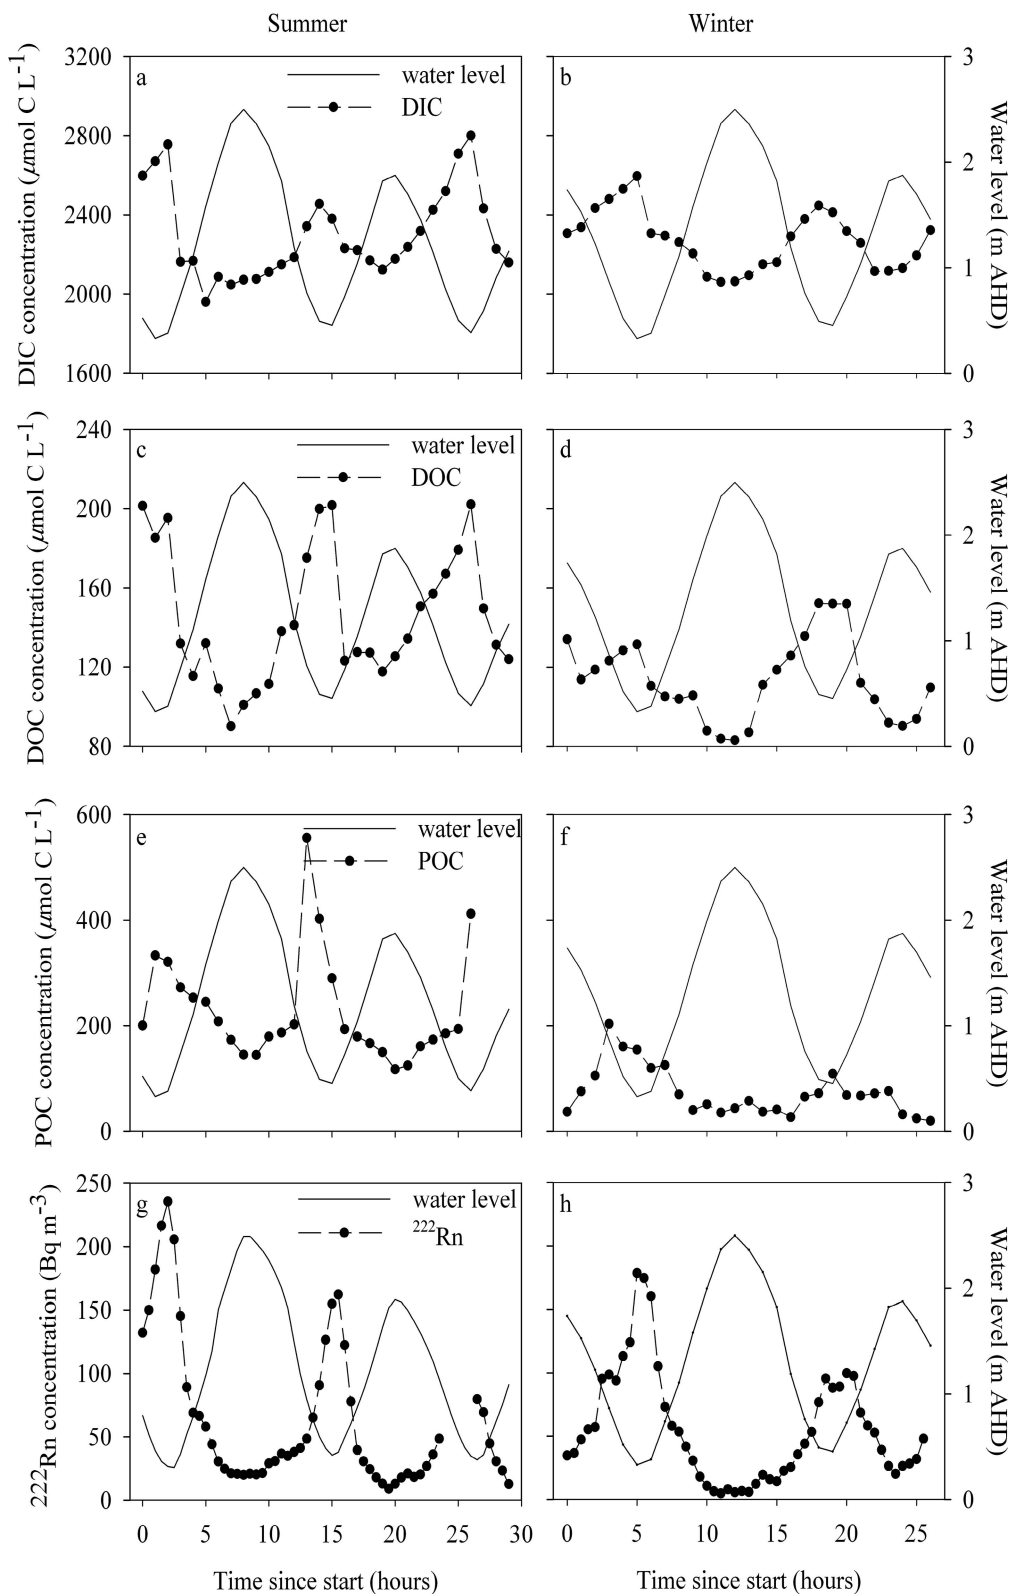 Summer Winter
DIC concentration (µmol C L-1)
3200
2800
2400
2000
1600
a
water level
DIC
b
3
2
1
0
Water level (m AHD)
DOC concentration (µmol C L-1)
240
200
160
120
80
c
water level
DOC
d
3
2
1
0
Water level (m AHD)
POC concentration (µmol C L-1)
600
400
200
0
e
water level
POC
f
3
2
1
0
Water level (m AHD)
222Rn concentration (Bq m-3)
250
200
150
100
50
0
g
water level
222Rn
h
3
2
1
0
Water level (m AHD)
0 5 10 15 20 25 30 0 5 10 15 20 25
Time since start (hours) Time since start (hours)